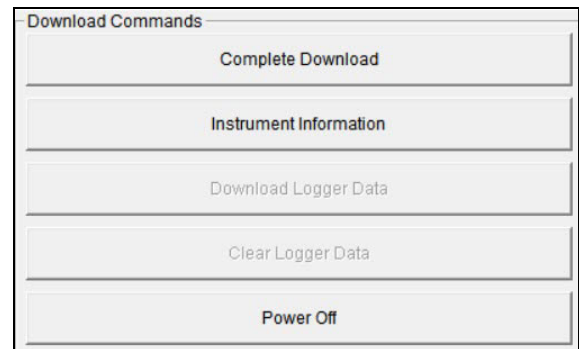 Download Commands
Complete Download
Instrument Information
Download Logger Data
Clear Logger Data
Power Off